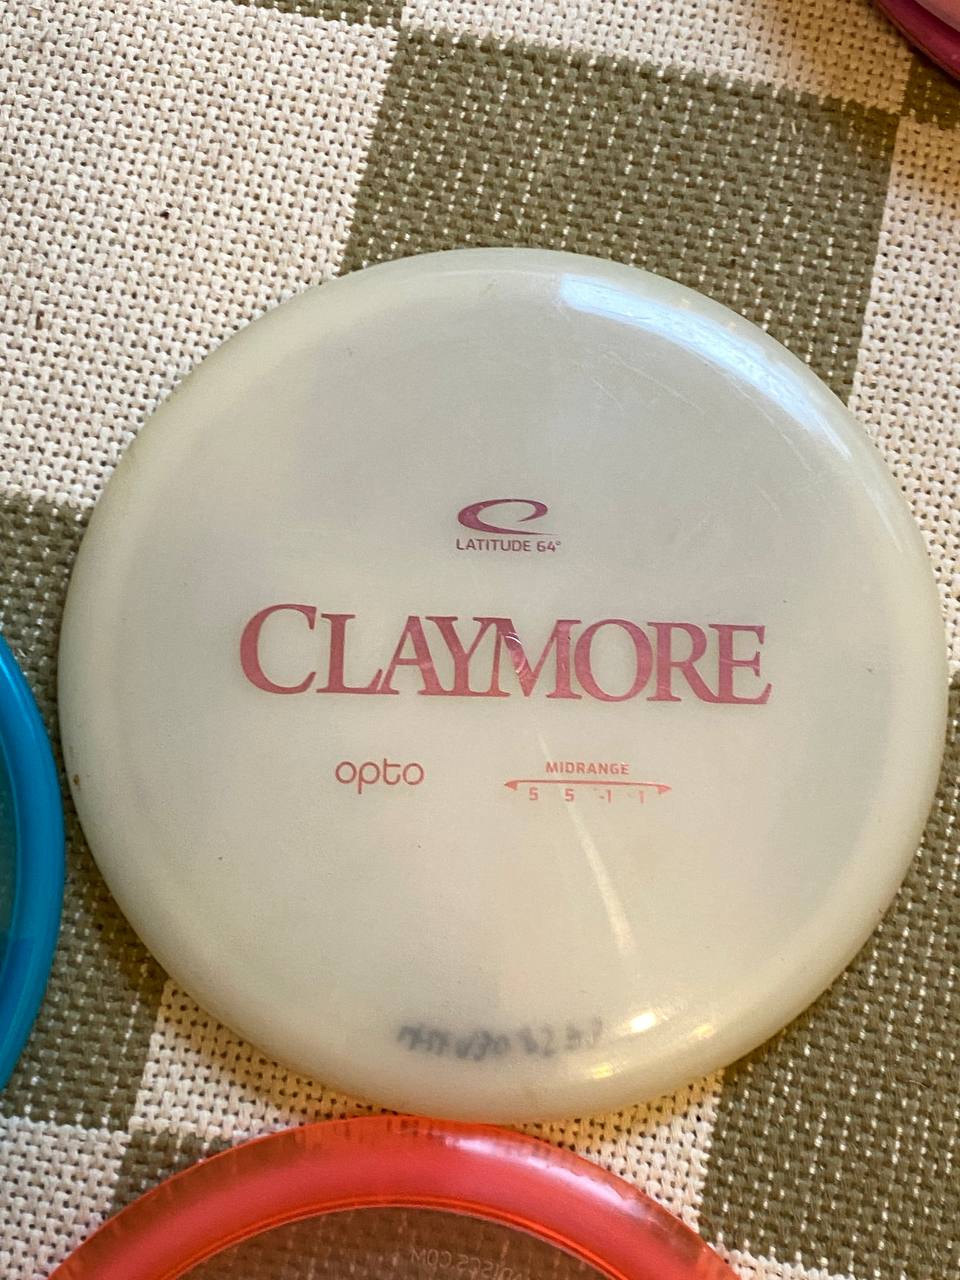 LATITUDE 64°
CLAYMORE
opto
MIDRANGE
5 5 -1 1